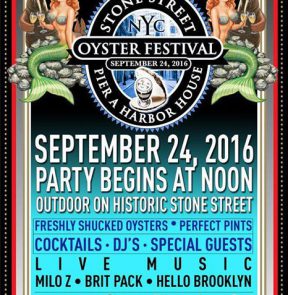 STONE STREET
NYC
OYSTER FESTIVAL
SEPTEMBER 24, 2016
PIER A HARBOR HOUSE
SEPTEMBER 24, 2016
PARTY BEGINS AT NOON
OUTDOOR ON HISTORIC STONE STREET
FRESHLY SHUCKED OYSTERS * PERFECT PINTS
COCKTAILS • DJ'S • SPECIAL GUESTS
LIVE MUSIC
MILO Z • BRIT PACK • HELLO BROOKLYN